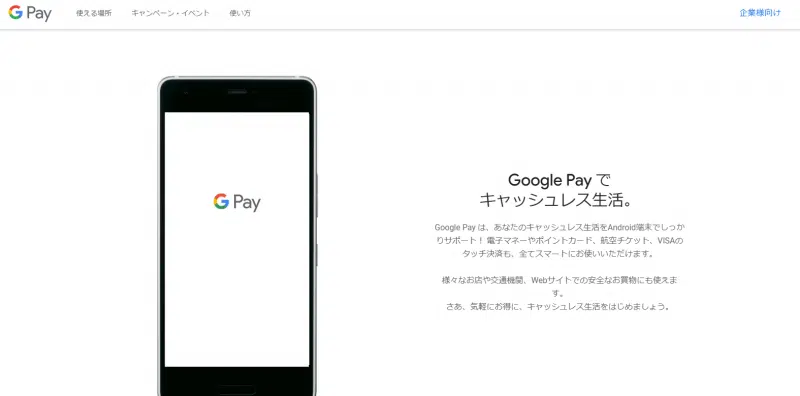 G Pay 使える場所 キャンペーン・イベント 使い方 企業様向け
G Pay
Google Pay で
キャッシュレス生活。
Google Pay は、あなたのキャッシュレス生活をAndroid端末でしっか
りサポート！ 電子マネーやポイントカード、航空チケット、VISAの
タッチ決済も、全てスマートにお使いいただけます。
様々なお店や交通機関、Webサイトでの安全なお買物にも使えま
す。
さあ、気軽にお得に、キャッシュレス生活をはじめましょう。